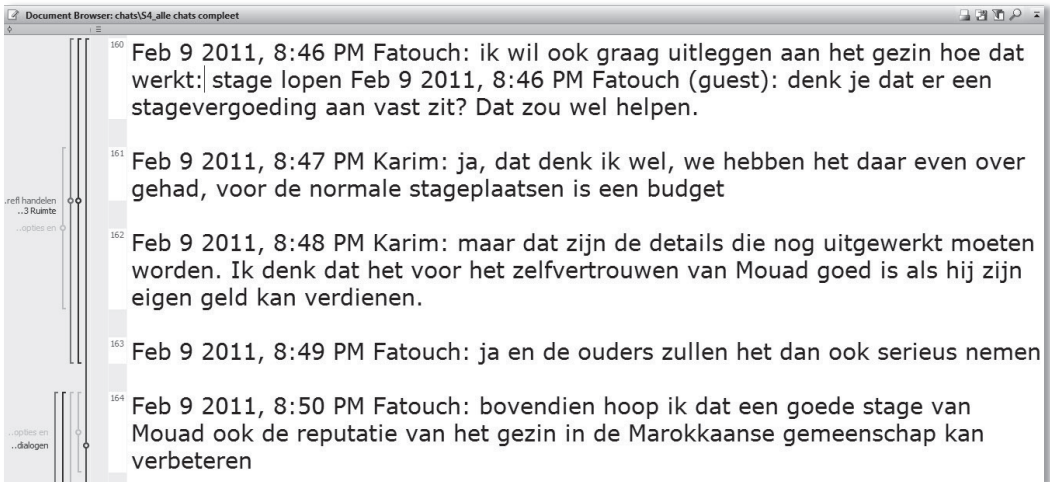 Document Browser: chats\S4_alle chats compleet
160 Feb 9 2011, 8:46 PM Fatouch: ik wil ook graag uitleggen aan het gezin hoe dat
werkt: stage lopen Feb 9 2011, 8:46 PM Fatouch (guest): denk je dat er een
stagevergoeding aan vast zit? Dat zou wel helpen.
161 Feb 9 2011, 8:47 PM Karim: ja, dat denk ik wel, we hebben het daar even over
gehad, voor de normale stageplaatsen is een budget
..refl handelen
..3 Ruimte
..opties en
162 Feb 9 2011, 8:48 PM Karim: maar dat zijn de details die nog uitgewerkt moeten
worden. Ik denk dat het voor het zelfvertrouwen van Mouad goed is als hij zijn
eigen geld kan verdienen.
163 Feb 9 2011, 8:49 PM Fatouch: ja en de ouders zullen het dan ook serieus nemen
164 Feb 9 2011, 8:50 PM Fatouch: bovendien hoop ik dat een goede stage van
Mouad ook de reputatie van het gezin in de Marokkaanse gemeenschap kan
verbeteren
..opties en
..dialogen